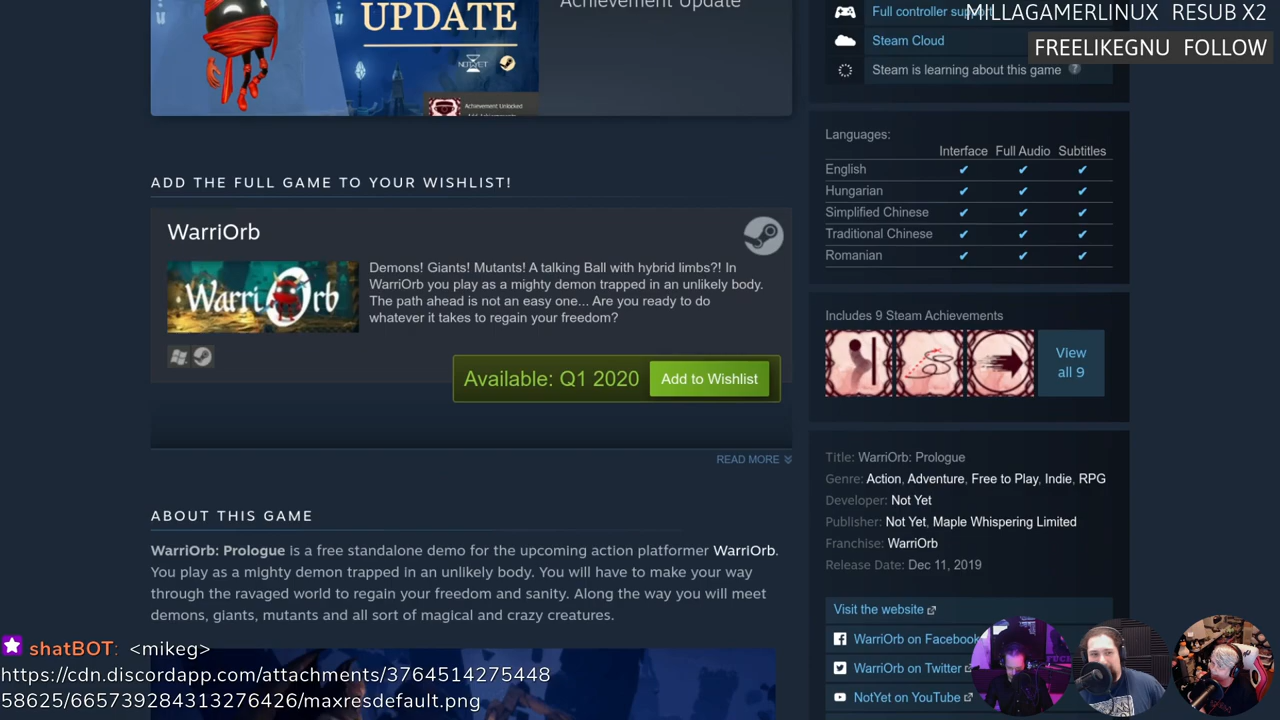 UPDATE
NOTYET
Achievement Unlocked
Achievement Update
Full controller support
Steam Cloud
Steam is learning about this game ?
MILLAGAMERLINUX RESUB X2
FREELIKEGNU FOLLOW
ADD THE FULL GAME TO YOUR WISHLIST!
WarriOrb
WarriOrb
Demons! Giants! Mutants! A talking Ball with hybrid limbs?! In
WarriOrb you play as a mighty demon trapped in an unlikely body.
The path ahead is not an easy one... Are you ready to do
whatever it takes to regain your freedom?
Available: Q1 2020
Add to Wishlist
READ MORE
ABOUT THIS GAME
WarriOrb: Prologue is a free standalone demo for the upcoming action platformer WarriOrb.
You play as a mighty demon trapped in an unlikely body. You will have to make your way
through the ravaged world to regain your freedom and sanity. Along the way you will meet
demons, giants, mutants and all sort of magical and crazy creatures.
Languages:
Interface Full Audio Subtitles
English ✔ ✔ ✔
Hungarian ✔ ✔ ✔
Simplified Chinese ✔ ✔ ✔
Traditional Chinese ✔ ✔ ✔
Romanian ✔ ✔ ✔
Includes 9 Steam Achievements
View
all 9
Title: WarriOrb: Prologue
Genre: Action, Adventure, Free to Play, Indie, RPG
Developer: Not Yet
Publisher: Not Yet, Maple Whispering Limited
Franchise: WarriOrb
Release Date: Dec 11, 2019
Visit the website
WarriOrb on Facebook
WarriOrb on Twitter
NotYet on YouTube
shatBOT: <mikeg>
https://cdn.discordapp.com/attachments/3764514275448
58625/665739284313276426/maxresdefault.png